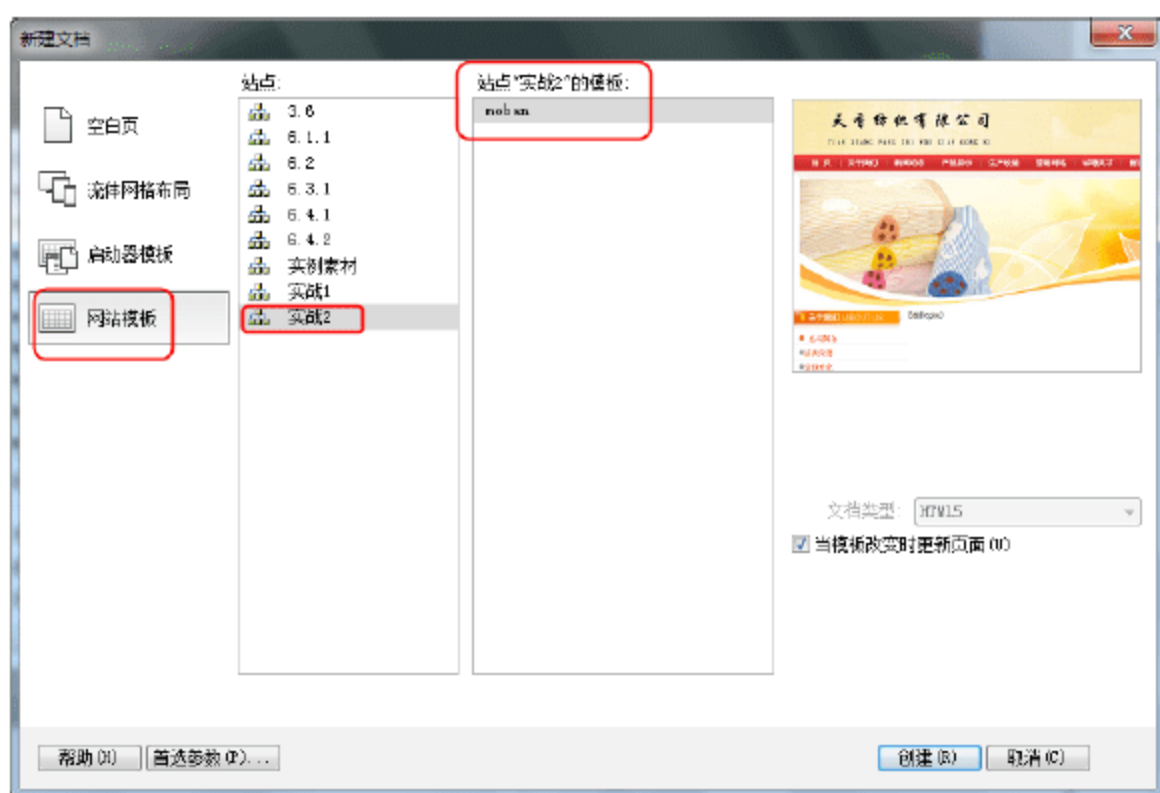 新建文档
空白页
流体网格布局
启动器模板
网站模板
站点:
3.6
6.1.1
6.2
6.3.1
6.4.1
6.4.2
实例素材
实战1
实战2
站点"实战2"的模板:
moban
天香纺织有限公司
文档类型:
HTML5
当模板改变时更新页面(U)
帮助(H)
首选参数(P)...
创建(R)
取消(C)